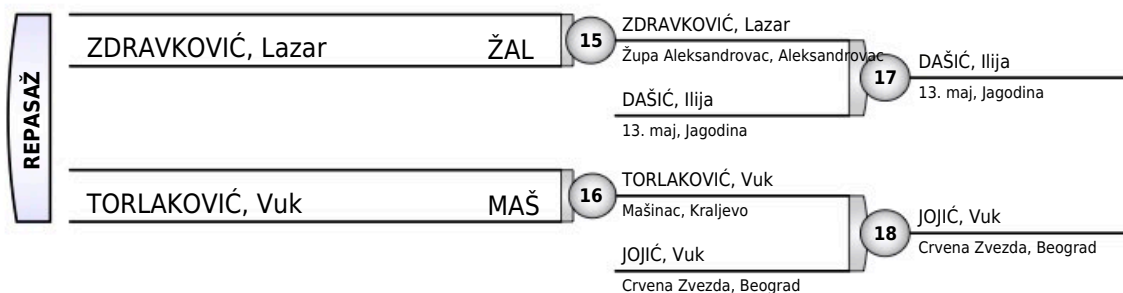 REPASAŽ
ZDRAVKOVIĆ, Lazar ŽAL
15
ZDRAVKOVIĆ, Lazar
Župa Aleksandrovac, Aleksandrovac
DAŠIĆ, Ilija
13. maj, Jagodina
17
DAŠIĆ, Ilija
13. maj, Jagodina
TORLAKOVIĆ, Vuk MAŠ
16
TORLAKOVIĆ, Vuk
Mašinac, Kraljevo
JOJIĆ, Vuk
Crvena Zvezda, Beograd
18
JOJIĆ, Vuk
Crvena Zvezda, Beograd